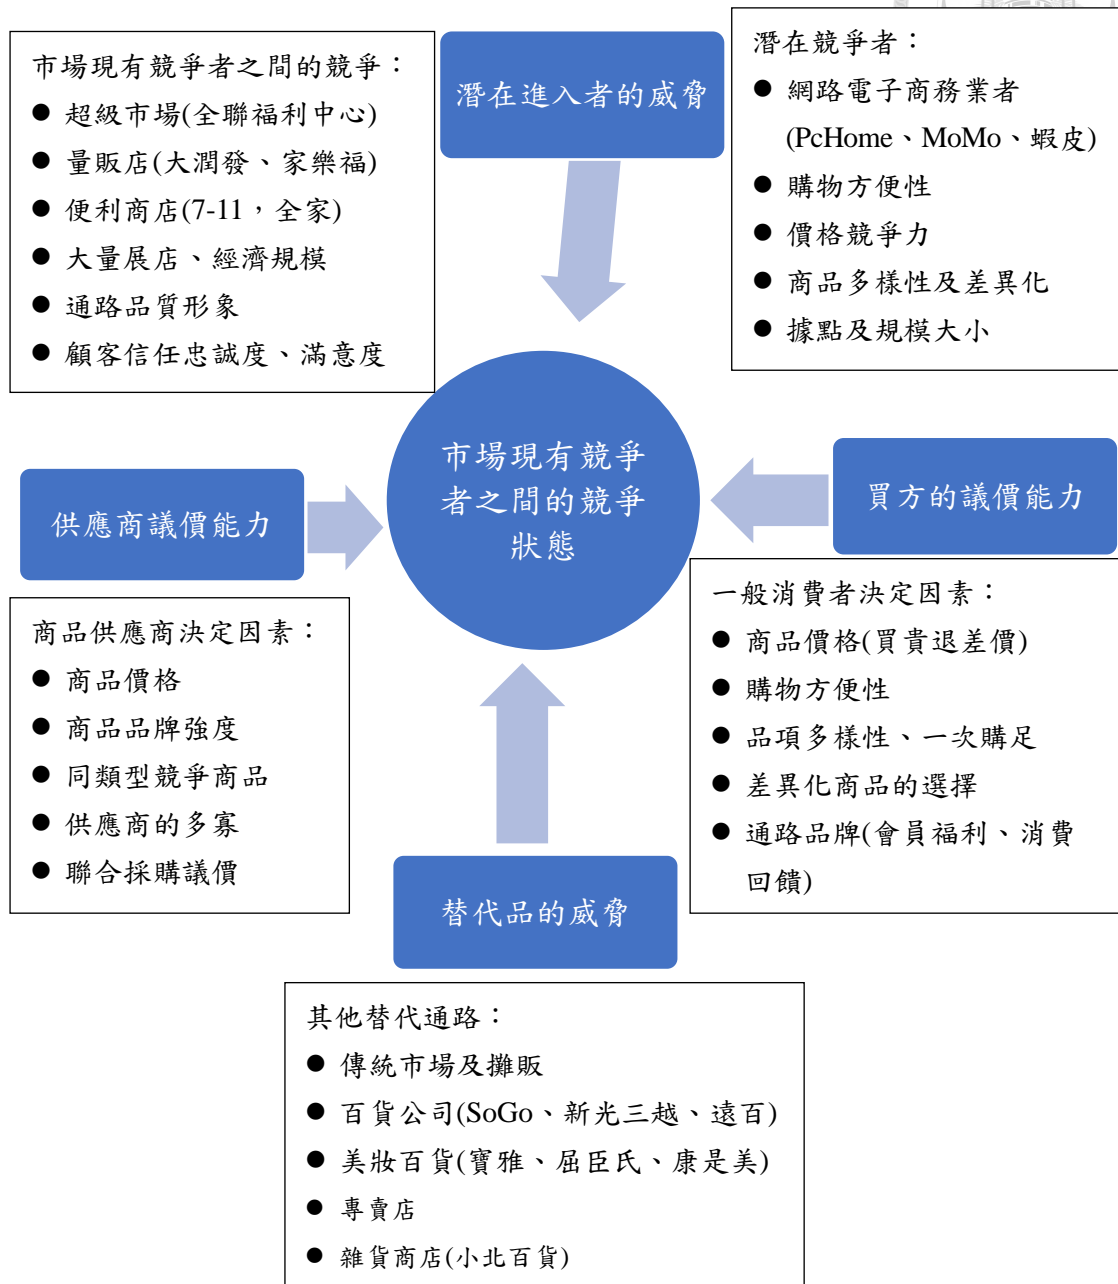 市場現有競爭者之間的競爭：
● 超級市場(全聯福利中心)
● 量販店(大潤發、家樂福)
● 便利商店(7-11，全家)
● 大量展店、經濟規模
● 通路品質形象
● 顧客信任忠誠度、滿意度
潛在進入者的威脅
潛在競爭者：
● 網路電子商務業者
(PcHome、MoMo、蝦皮)
● 購物方便性
● 價格競爭力
● 商品多樣性及差異化
● 據點及規模大小
市場現有競爭
者之間的競爭
狀態
供應商議價能力
買方的議價能力
商品供應商決定因素：
● 商品價格
● 商品品牌強度
● 同類型競爭商品
● 供應商的多寡
● 聯合採購議價
一般消費者決定因素：
● 商品價格(買貴退差價)
● 購物方便性
● 品項多樣性、一次購足
● 差異化商品的選擇
● 通路品牌(會員福利、消費
回饋)
替代品的威脅
其他替代通路：
● 傳統市場及攤販
● 百貨公司(SoGo、新光三越、遠百)
● 美妝百貨(寶雅、屈臣氏、康是美)
● 專賣店
● 雜貨商店(小北百貨)